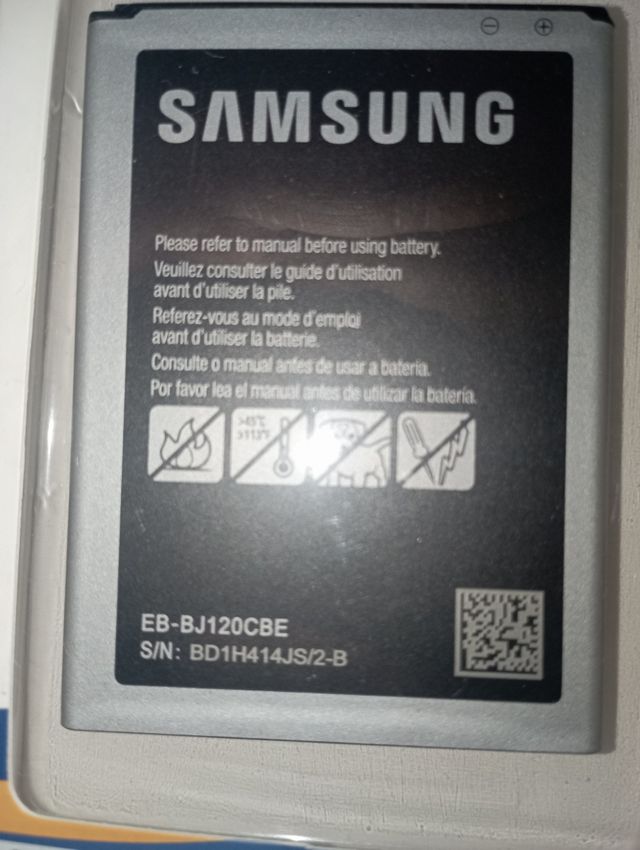 SAMSUNG
Please refer to manual before using battery.
Veuillez consulter le guide d'utilisation
avant d'utiliser la pile.
Referez-vous au mode d'emploi
avant d'utiliser la batterie.
Consulte o manual antes de usar a bateria.
Por favor lea el manual antes de utilizar la batería.
>45°C
>113°F
EB-BJ120CBE
S/N: BD1H414JS/2-B